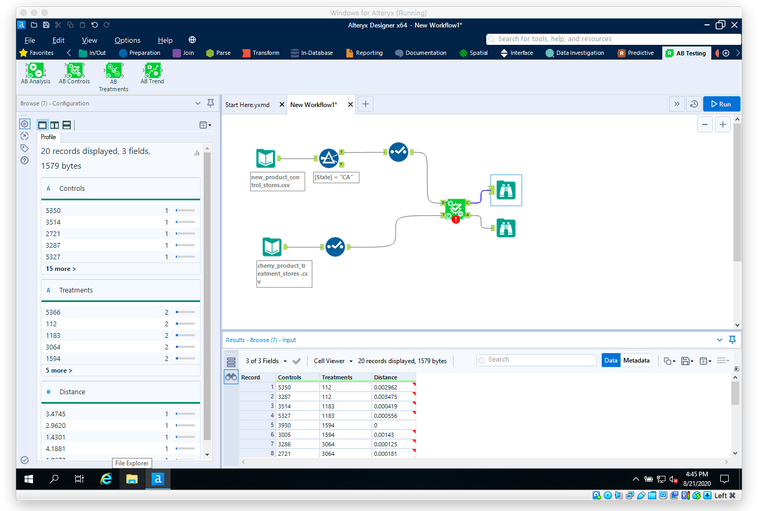 Windows for Alteryx [Running]
Alteryx Designer x64 - New Workflow1*
File Edit View Options Help
Search for tools, help, and resources
Favorites In/Out Preparation Join Parse Transform In-Database Reporting Documentation Spatial Interface Data Investigation Predictive AB Testing
AB Analysis AB Controls AB Treatments AB Trend
Browse (7) - Configuration
Start Here.yxmd New Workflow1*
Run
Profile
20 records displayed, 3 fields,
1579 bytes
A Controls
5350 1
3514 1
2721 1
3287 1
5327 1
15 more >
A Treatments
5366 2
112 2
1183 2
3064 2
1594 2
5 more >
# Distance
3.4745 1
2.9620 1
1.4301 1
4.1881 1
new_product_con
trol_stores.csv
[State] = "CA"
cherry_product_tr
eatment_stores .cs
v
Results - Browse (7) - Input
3 of 3 Fields Cell Viewer 20 records displayed, 1579 bytes Search Data Metadata
Record Controls Treatments Distance
1 5350 112 0.002962
2 3287 112 0.003475
3 3514 1183 0.000419
4 5327 1183 0.000556
5 3930 1594 0
6 3005 1594 0.00143
7 3286 3064 0.000125
8 2721 3064 0.000181
File Explorer
4:45 PM
8/21/2020
Left ⌘